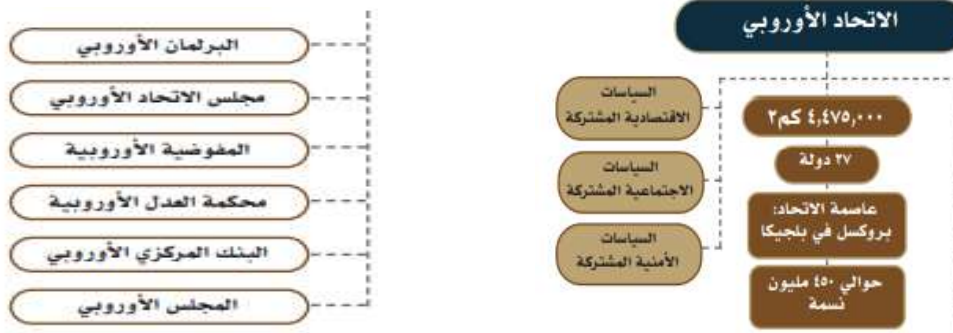 الاتحاد الأوروبي
٤,٤٧٥,٠٠٠ كم٢
٢٧ دولة
عاصمة الاتحاد:
بروكسل في بلجيكا
حوالي ٤٥٠ مليون
نسمة
السياسات
الاقتصادية المشتركة
السياسات
الاجتماعية المشتركة
السياسات
الأمنية المشتركة
البرلمان الأوروبي
مجلس الاتحاد الأوروبي
المفوضية الأوروبية
محكمة العدل الأوروبية
البنك المركزي الأوروبي
المجلس الأوروبي